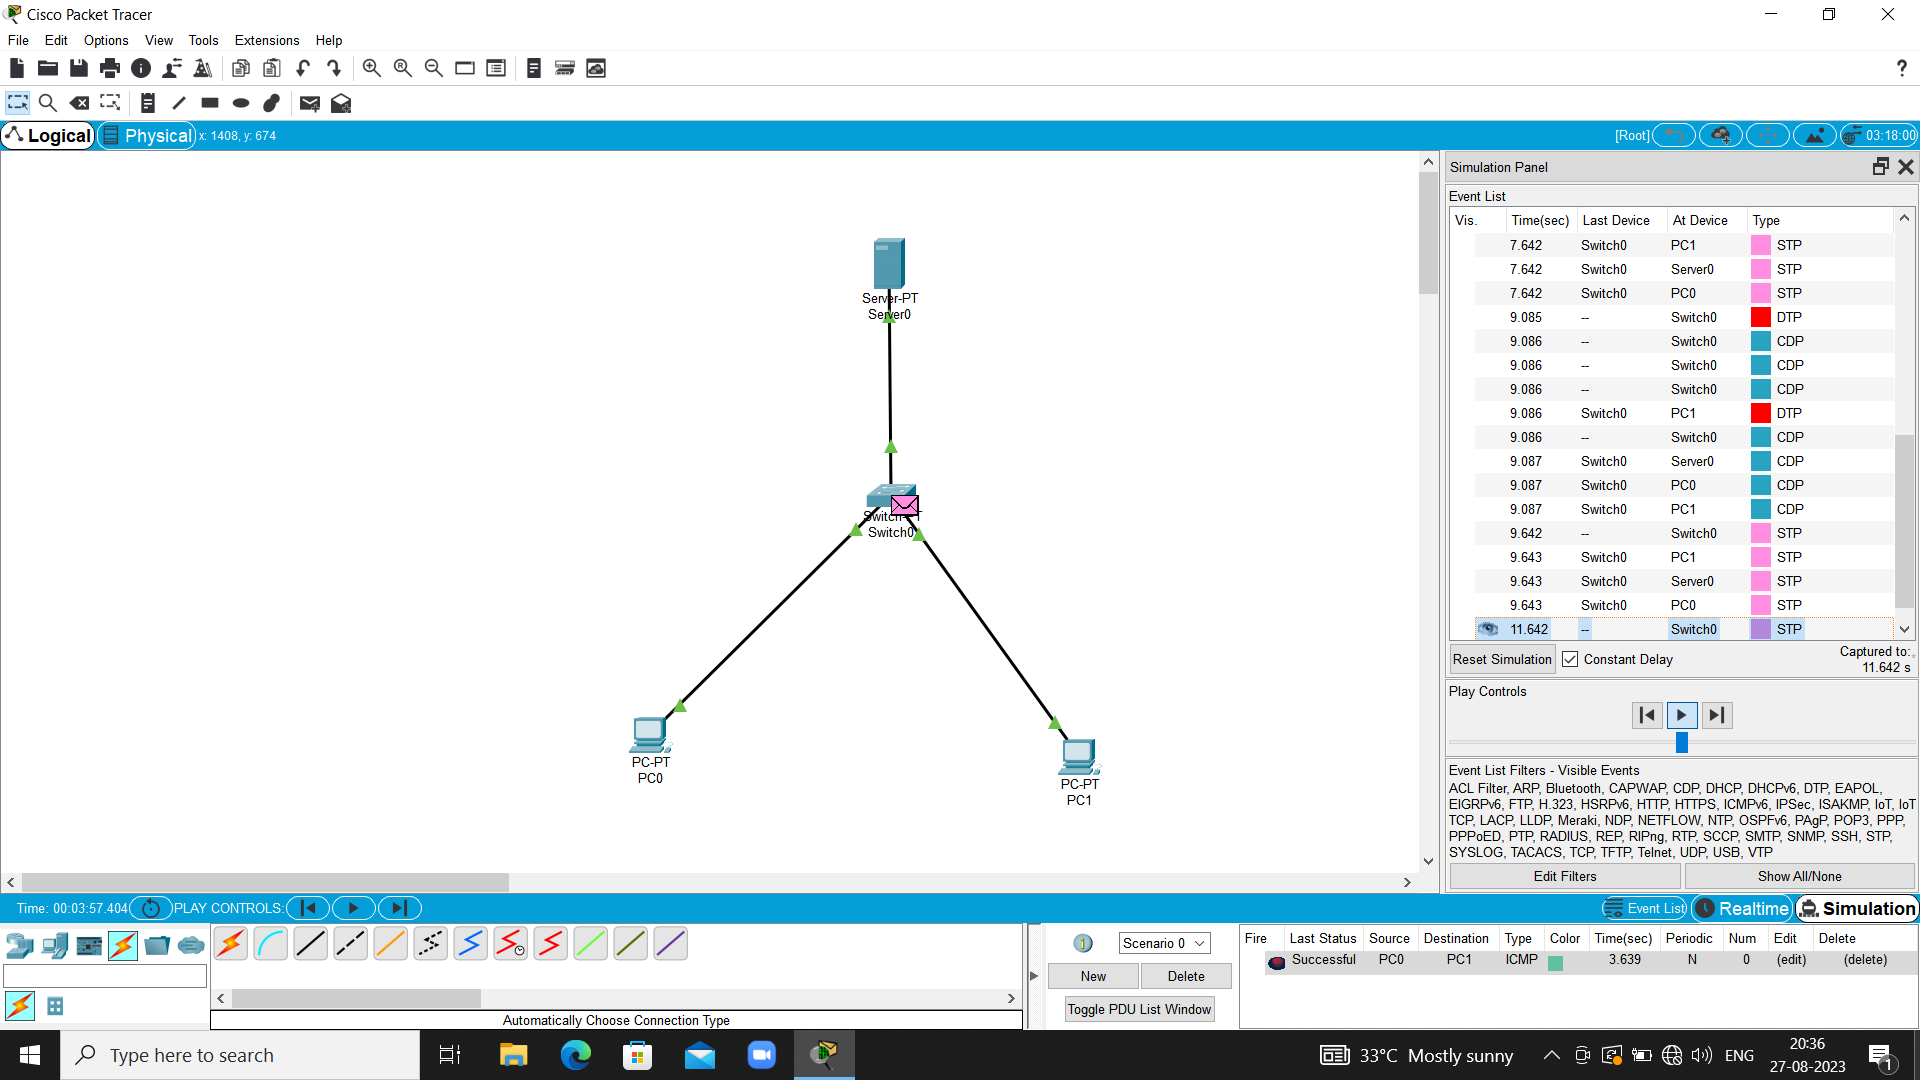 Cisco Packet Tracer
File Edit Options View Tools Extensions Help
?
Logical Physical x: 1408, y: 674 [Root] 03:18:00
Simulation Panel
Event List
Vis. Time(sec) Last Device At Device Type
7.642 Switch0 PC1 STP
7.642 Switch0 Server0 STP
7.642 Switch0 PC0 STP
9.085 -- Switch0 DTP
9.086 -- Switch0 CDP
9.086 -- Switch0 CDP
9.086 -- Switch0 CDP
9.086 Switch0 PC1 DTP
9.086 -- Switch0 CDP
9.087 Switch0 Server0 CDP
9.087 Switch0 PC0 CDP
9.087 Switch0 PC1 CDP
9.642 -- Switch0 STP
9.643 Switch0 PC1 STP
9.643 Switch0 Server0 STP
9.643 Switch0 PC0 STP
11.642 -- Switch0 STP
Reset Simulation Constant Delay Captured to:
11.642 s
Play Controls
Event List Filters - Visible Events
ACL Filter, ARP, Bluetooth, CAPWAP, CDP, DHCP, DHCPv6, DTP, EAPOL,
EIGRPv6, FTP, H.323, HSRPv6, HTTP, HTTPS, ICMPv6, IPSec, ISAKMP, IoT, IoT
TCP, LACP, LLDP, Meraki, NDP, NETFLOW, NTP, OSPFv6, PAgP, POP3, PPP,
PPPoED, PTP, RADIUS, REP, RIPng, RTP, SCCP, SMTP, SNMP, SSH, STP,
SYSLOG, TACACS, TCP, TFTP, Telnet, UDP, USB, VTP
Edit Filters Show All/None
Server-PT
Server0
Switch-PT
Switch0
PC-PT
PC0
PC-PT
PC1
Time: 00:03:57.404 PLAY CONTROLS: Event List Realtime Simulation
Automatically Choose Connection Type
Scenario 0
New Delete
Toggle PDU List Window
Fire Last Status Source Destination Type Color Time(sec) Periodic Num Edit Delete
Successful PC0 PC1 ICMP 3.639 N 0 (edit) (delete)
Type here to search
33°C Mostly sunny
ENG
20:36
27-08-2023
1